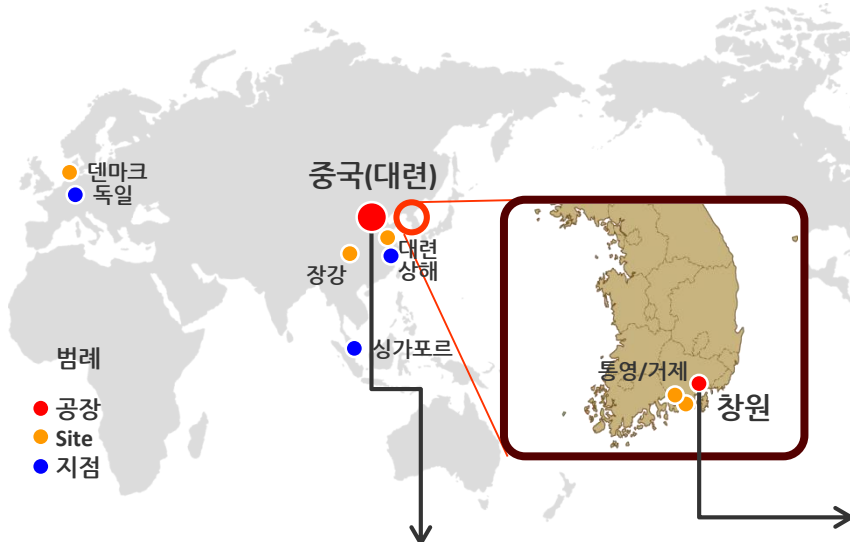 덴마크
독일
중국(대련)
대련
상해
장강
싱가포르
통영/거제
창원
범례
공장
Site
지점